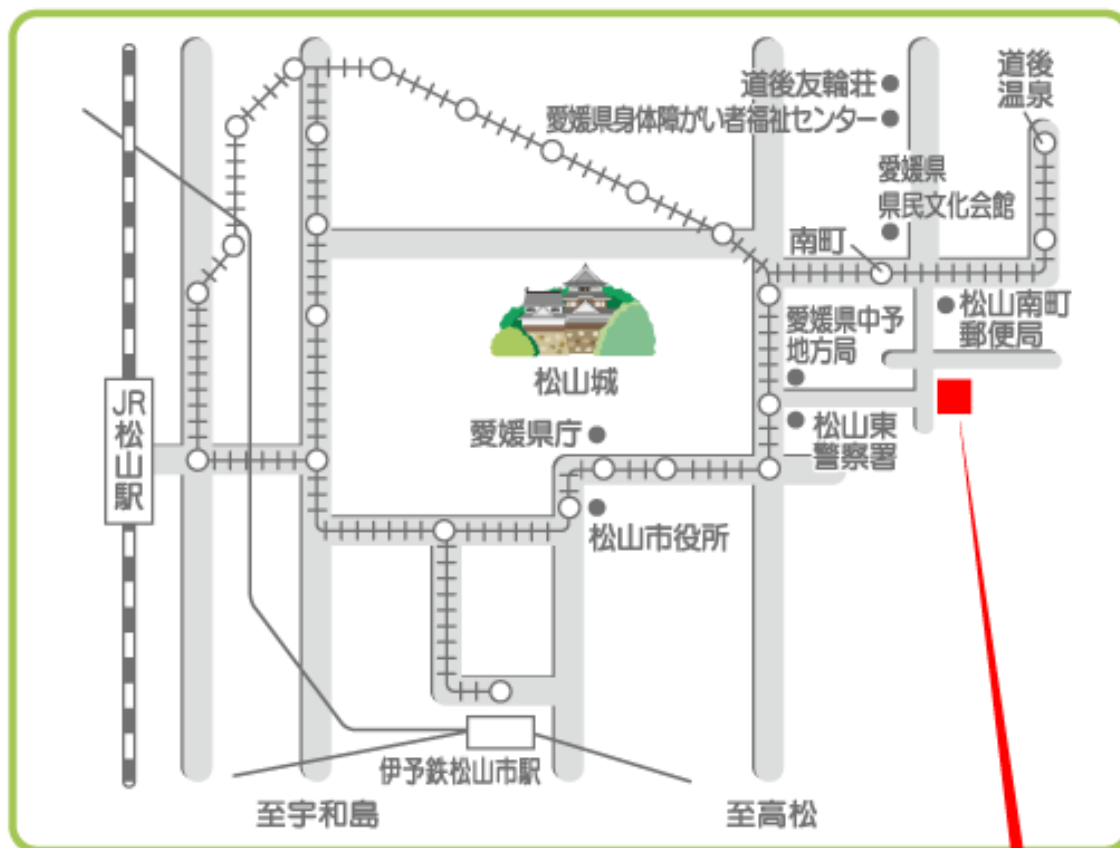 道後友輪荘
愛媛県身体障がい者福祉センター
道後
温泉
愛媛県
県民文化会館
南町
松山南町
郵便局
愛媛県中予
地方局
松山城
JR松山駅
愛媛県庁
松山東
警察署
松山市役所
伊予鉄松山市駅
至宇和島
至高松